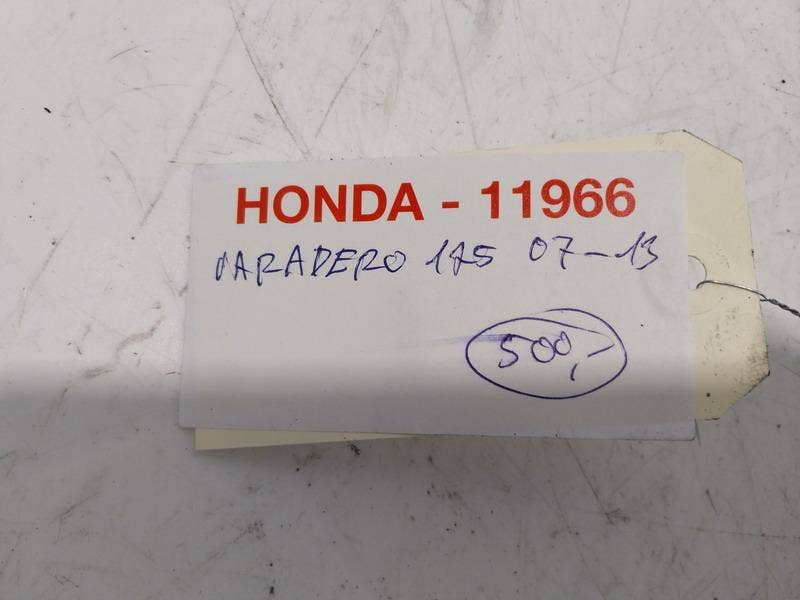 HONDA - 11966
VARADERO 125 07-13
500,-